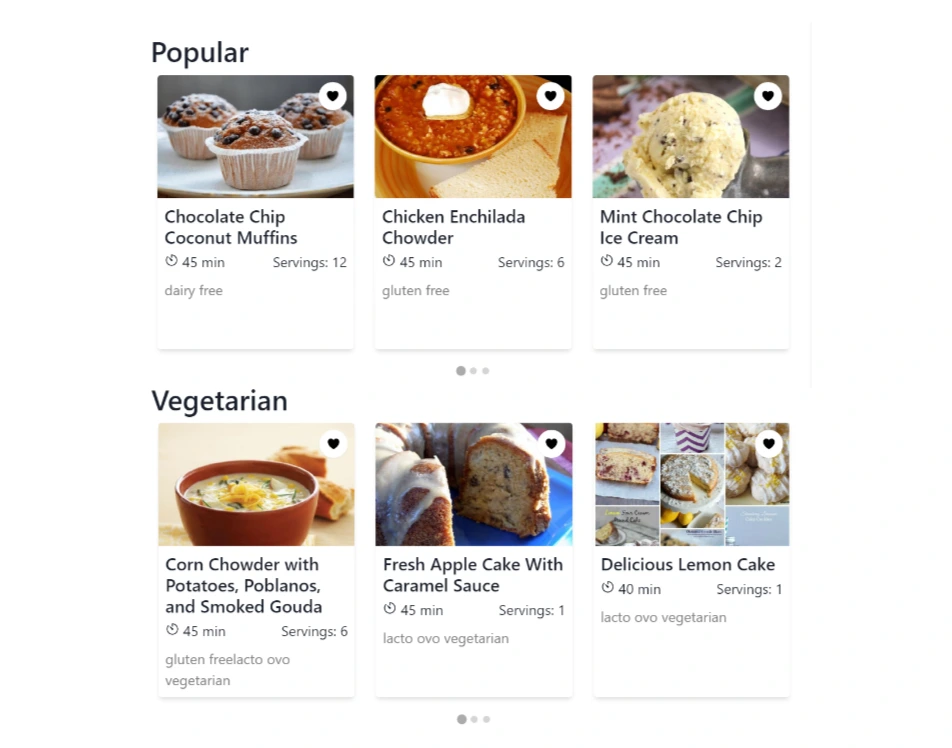 Popular
Chocolate Chip
Coconut Muffins
45 min Servings: 12
dairy free
Chicken Enchilada
Chowder
45 min Servings: 6
gluten free
Mint Chocolate Chip
Ice Cream
45 min Servings: 2
gluten free
Vegetarian
Corn Chowder with
Potatoes, Poblanos,
and Smoked Gouda
45 min Servings: 6
gluten freelacto ovo
vegetarian
Fresh Apple Cake With
Caramel Sauce
45 min Servings: 1
lacto ovo vegetarian
Delicious Lemon Cake
40 min Servings: 1
lacto ovo vegetarian